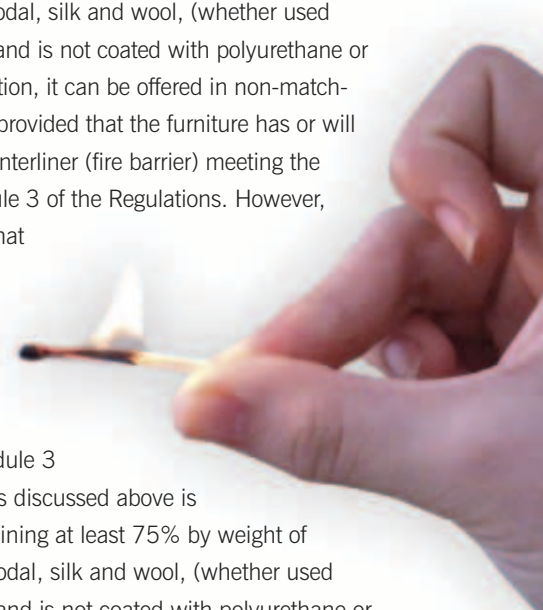 odal, silk and wool, (whether used
and is not coated with polyurethane or
tion, it can be offered in non-match-
provided that the furniture has or will
nterliner (fire barrier) meeting the
le 3 of the Regulations. However,
hat
dule 3
s discussed above is
ining at least 75% by weight of
odal, silk and wool, (whether used
and is not coated with polyurethane or